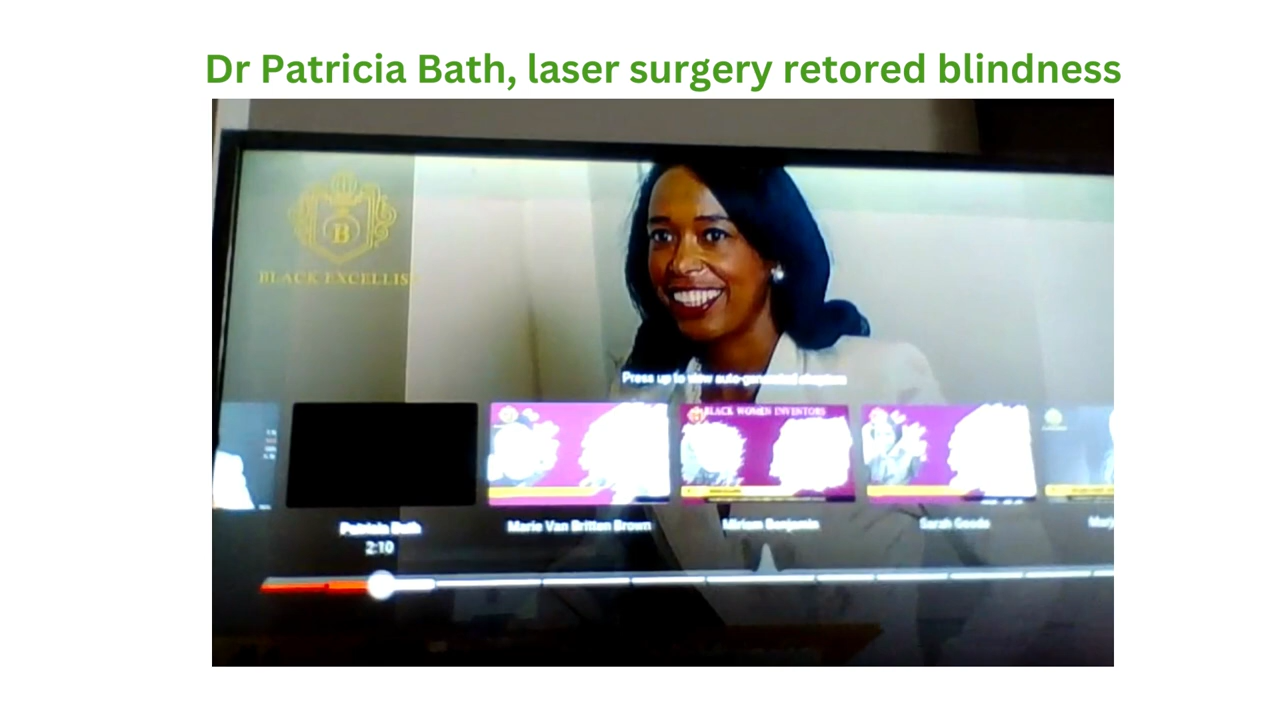 Dr Patricia Bath, laser surgery retored blindness
B
BLACK EXCELLIS
Press up to view auto-generated chapters
BLACK WOMEN INVENTORS
Patricia Bath
Marie Van Britten Brown
Miriam Benjamin
Sarah Goode
Mary
2:10